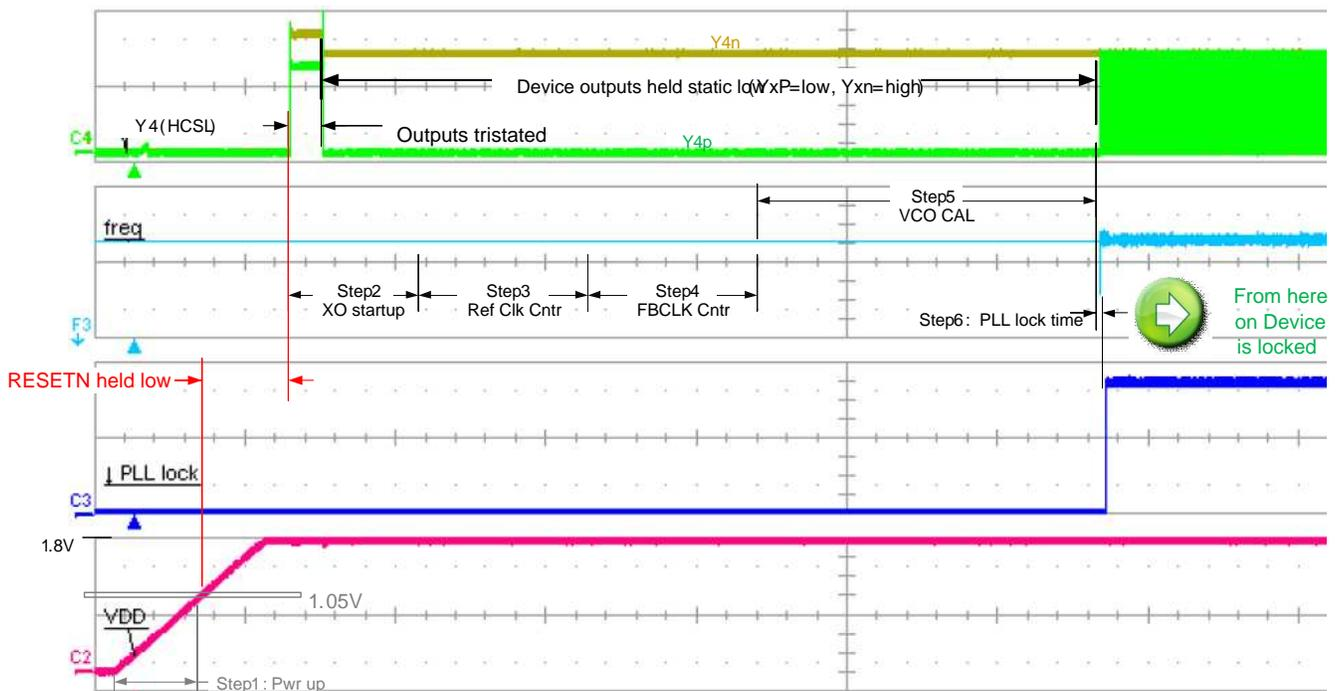 Y4n
Device outputs held static low (YxP=low, Yxn=high)
Y4(HCSL)
Outputs tristated
C4
Y4p
Step5
VCO CAL
freq
Step2
XO startup
Step3
Ref Clk Cntr
Step4
FBCLK Cntr
Step6: PLL lock time
From here
on Device
is locked
F3
RESETN held low
PLL lock
C3
1.8V
1.05V
VDD
C2
Step1: Pwr up